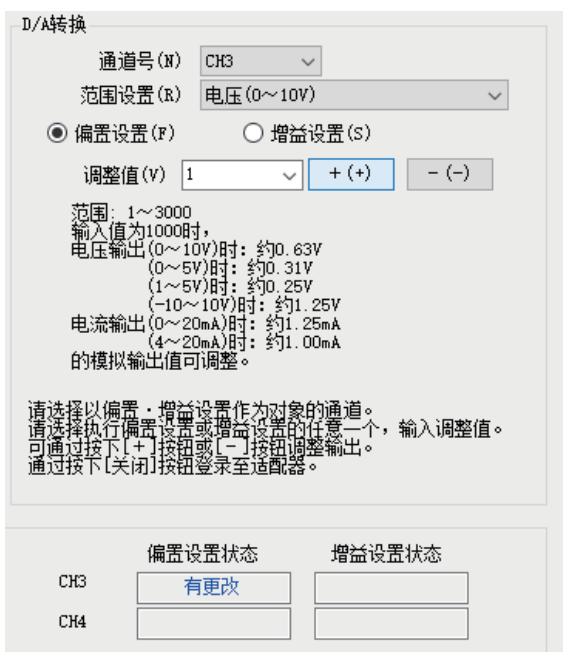 D/A转换
通道号(N) CH3
范围设置(R) 电压(0～10V)
偏置设置(F) 增益设置(S)
调整值(V) 1 +(+) -(-)
范围: 1～3000
输入值为1000时，
电压输出(0～10V)时: 约0.63V
(0～5V)时: 约0.31V
(1～5V)时: 约0.25V
(-10～10V)时: 约1.25V
电流输出(0～20mA)时: 约1.25mA
(4～20mA)时: 约1.00mA
的模拟输出值可调整。
请选择以偏置・增益设置作为对象的通道。
请选择执行偏置设置或增益设置的任意一个，输入调整值。
可通过按下[+]按钮或[-]按钮调整输出。
通过按下[关闭]按钮登录至适配器。
偏置设置状态 增益设置状态
CH3 有更改
CH4